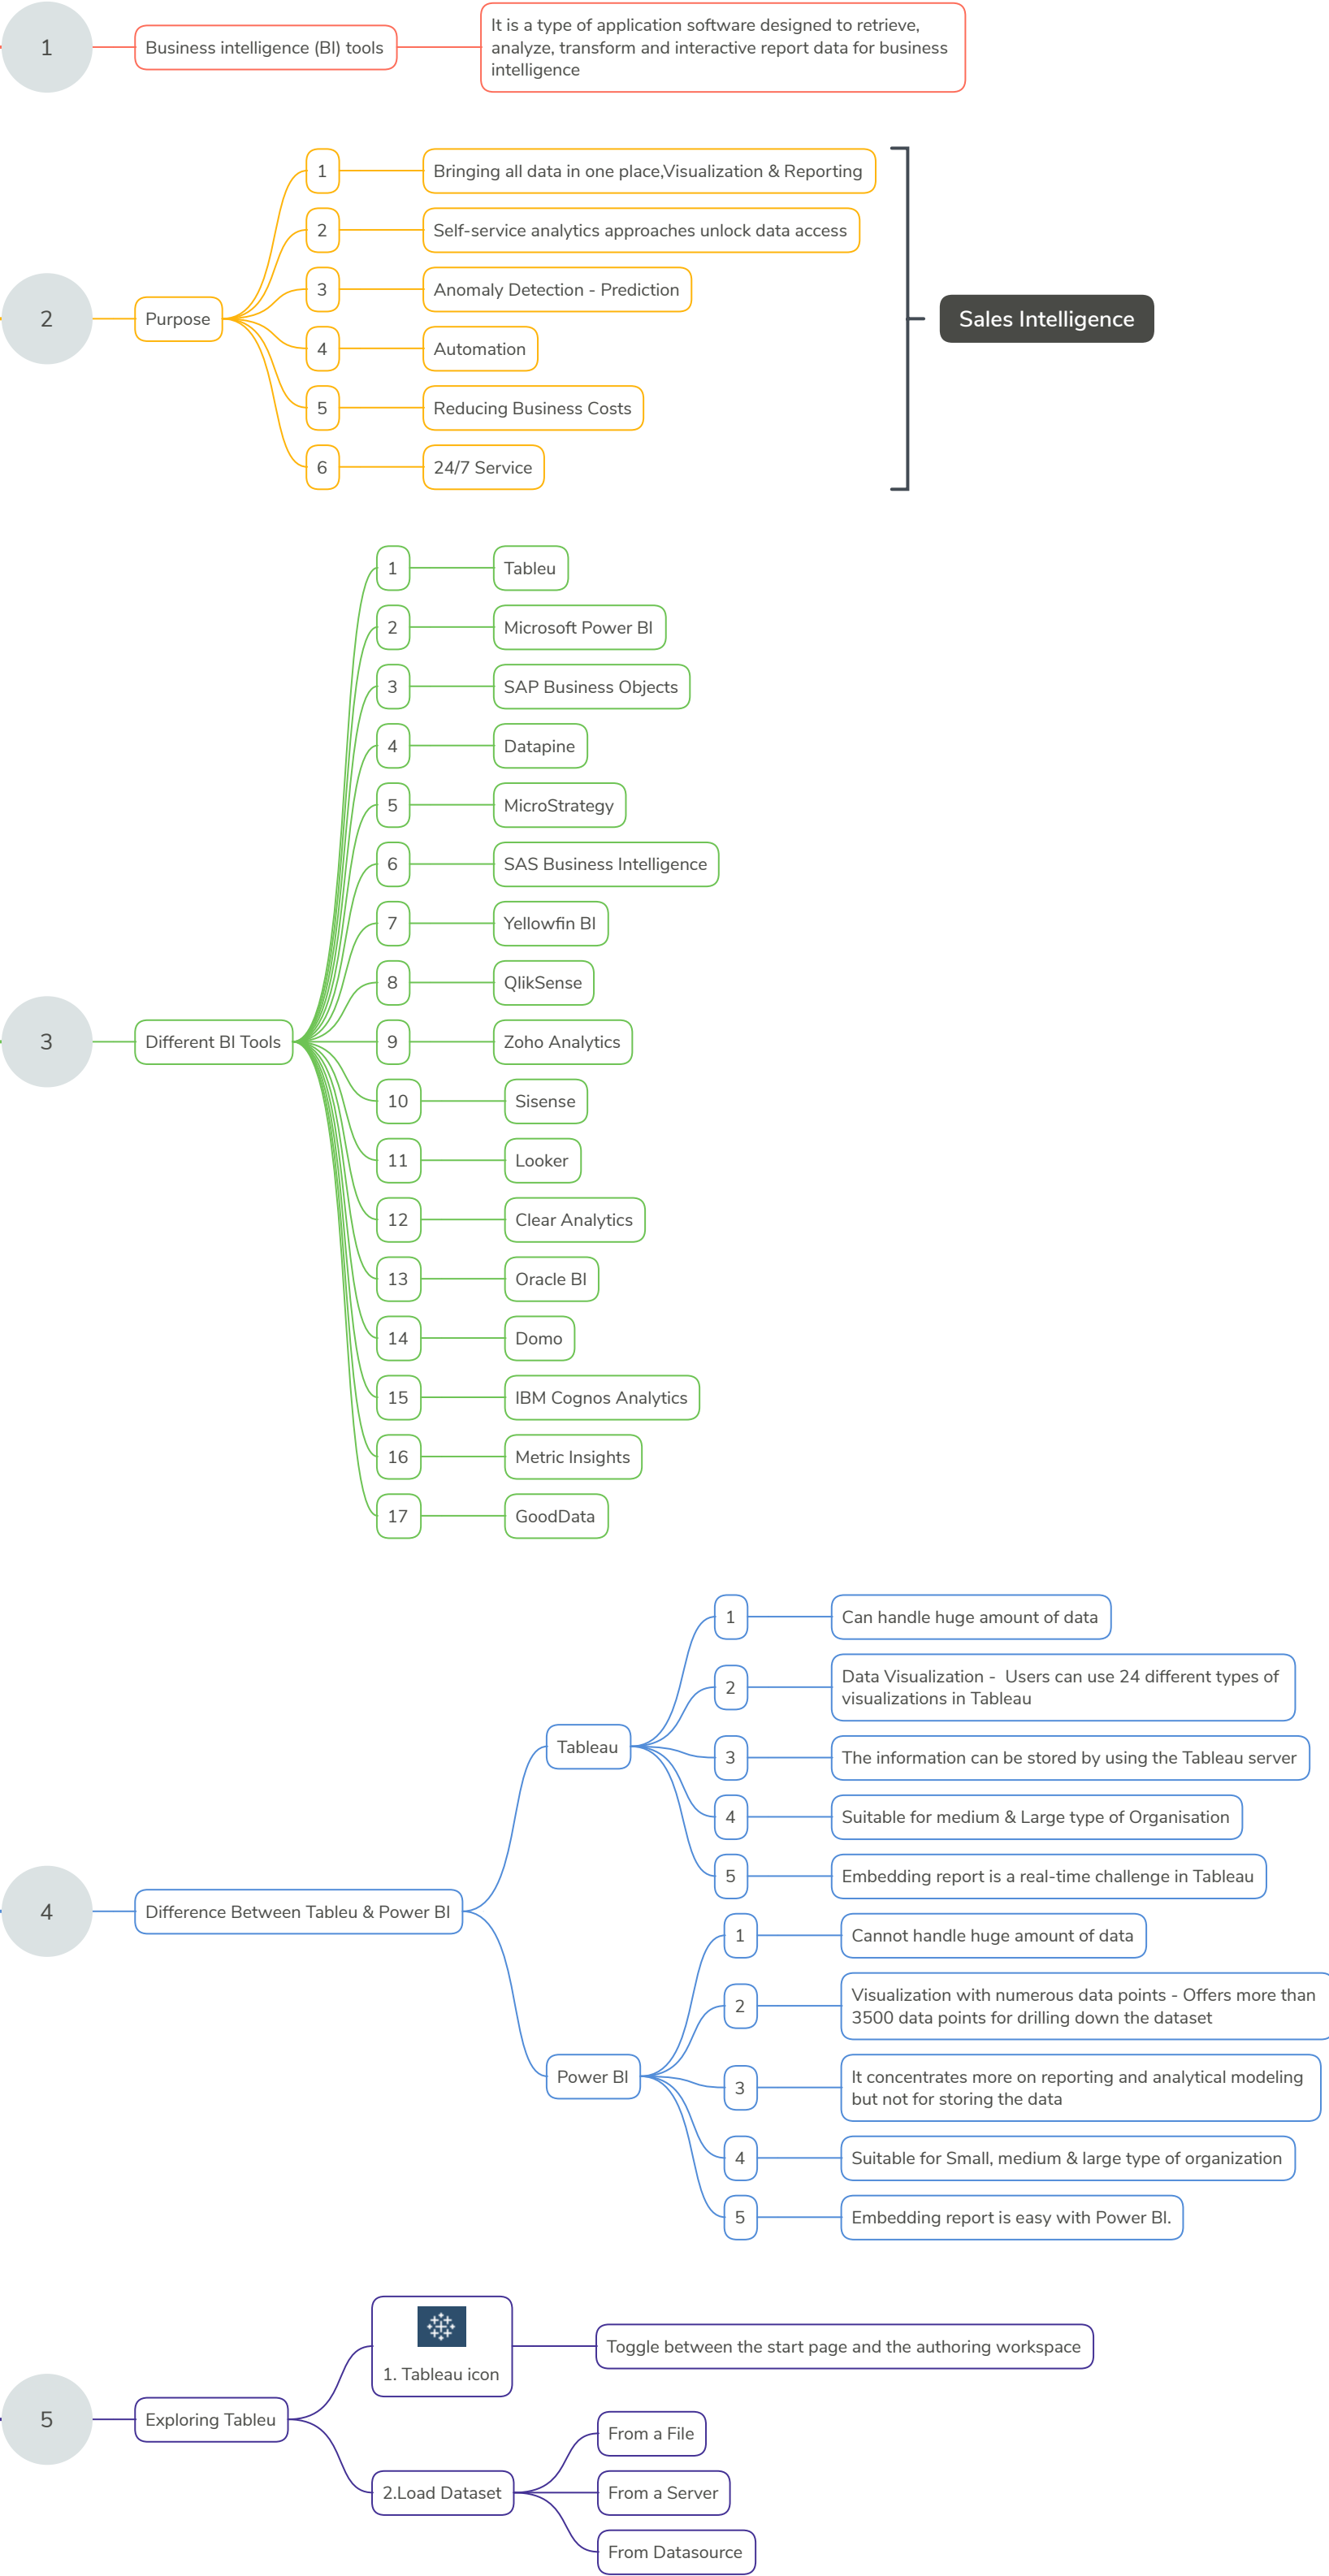 1
Business intelligence (BI) tools
It is a type of application software designed to retrieve,
analyze, transform and interactive report data for business
intelligence
2
Purpose
1
Bringing all data in one place,Visualization & Reporting
2
Self-service analytics approaches unlock data access
3
Anomaly Detection - Prediction
4
Automation
5
Reducing Business Costs
6
24/7 Service
Sales Intelligence
3
Different BI Tools
1
Tableu
2
Microsoft Power BI
3
SAP Business Objects
4
Datapine
5
MicroStrategy
6
SAS Business Intelligence
7
Yellowfin BI
8
QlikSense
9
Zoho Analytics
10
Sisense
11
Looker
12
Clear Analytics
13
Oracle BI
14
Domo
15
IBM Cognos Analytics
16
Metric Insights
17
GoodData
4
Difference Between Tableu & Power BI
Tableau
1
Can handle huge amount of data
2
Data Visualization -  Users can use 24 different types of
visualizations in Tableau
3
The information can be stored by using the Tableau server
4
Suitable for medium & Large type of Organisation
5
Embedding report is a real-time challenge in Tableau
Power BI
1
Cannot handle huge amount of data
2
Visualization with numerous data points - Offers more than
3500 data points for drilling down the dataset
3
It concentrates more on reporting and analytical modeling
but not for storing the data
4
Suitable for Small, medium & large type of organization
5
Embedding report is easy with Power BI.
5
Exploring Tableu
1. Tableau icon
Toggle between the start page and the authoring workspace
2.Load Dataset
From a File
From a Server
From Datasource